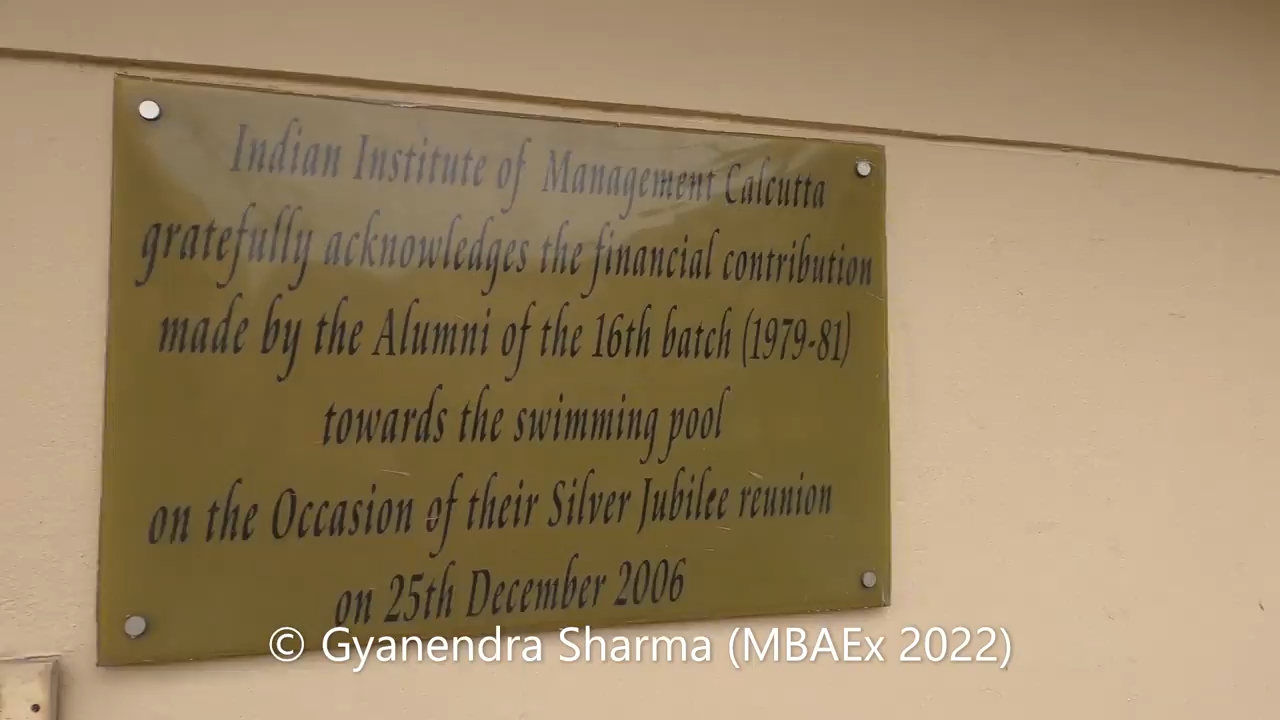 Indian Institute of Management Calcutta
gratefully acknowledges the financial contribution
made by the Alumni of the 16th batch (1979-81)
towards the swimming pool
on the Occasion of their Silver Jubilee reunion
on 25th December 2006
© Gyanendra Sharma (MBAEx 2022)